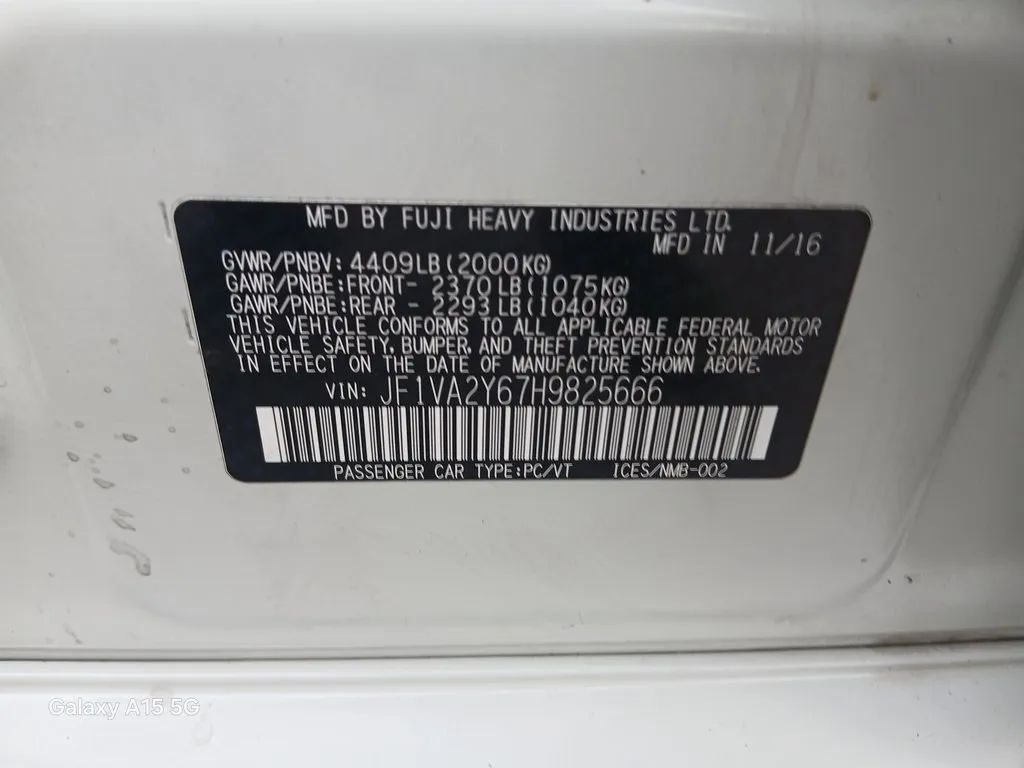 MFD BY FUJI HEAVY INDUSTRIES LTD.
MFD IN 11/16
GVWR/PNBV: 4409LB(2000KG)
GAWR/PNBE:FRONT- 2370LB(1075KG)
GAWR/PNBE:REAR - 2293LB(1040KG)
THIS VEHICLE CONFORMS TO ALL APPLICABLE FEDERAL MOTOR
VEHICLE SAFETY, BUMPER, AND THEFT PREVENTION STANDARDS
IN EFFECT ON THE DATE OF MANUFACTURE SHOWN ABOVE.
VIN: JF1VA2Y67H9825666
PASSENGER CAR TYPE:PC/VT ICES/NMB-002
Galaxy A15 5G